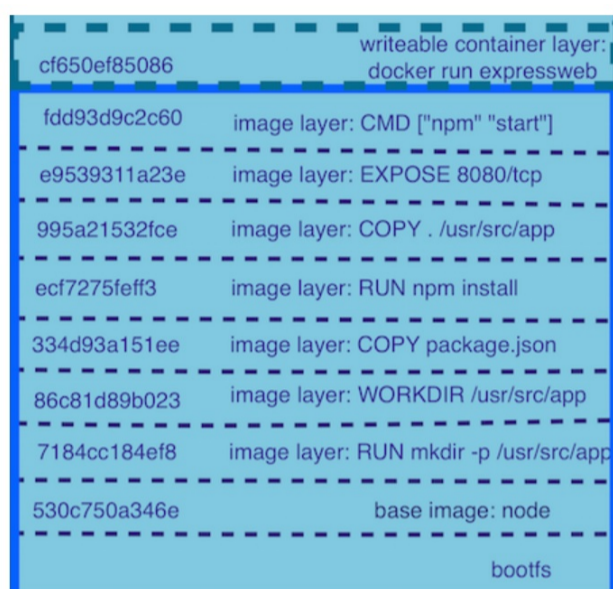 cf650ef85086 writeable container layer:
docker run expressweb
fdd93d9c2c60 image layer: CMD ["npm" "start"]
e9539311a23e image layer: EXPOSE 8080/tcp
995a21532fce image layer: COPY . /usr/src/app
ecf7275feff3 image layer: RUN npm install
334d93a151ee image layer: COPY package.json
86c81d89b023 image layer: WORKDIR /usr/src/app
7184cc184ef8 image layer: RUN mkdir -p /usr/src/app
530c750a346e base image: node
bootfs